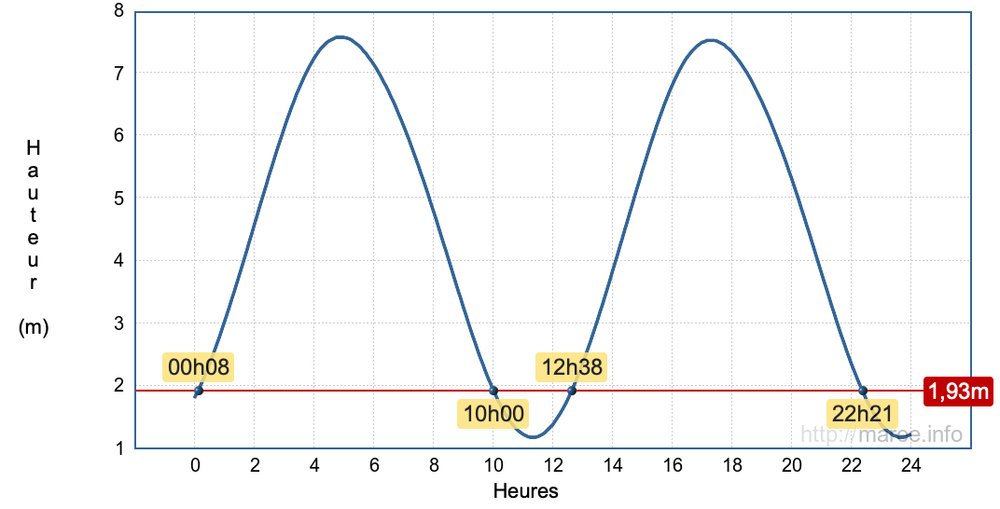 8
7
6
5
4
3
2
1
Hauteur
(m)
00h08
12h38
10h00
22h21
1,93m
http://maree.info
0 2 4 6 8 10 12 14 16 18 20 22 24
Heures